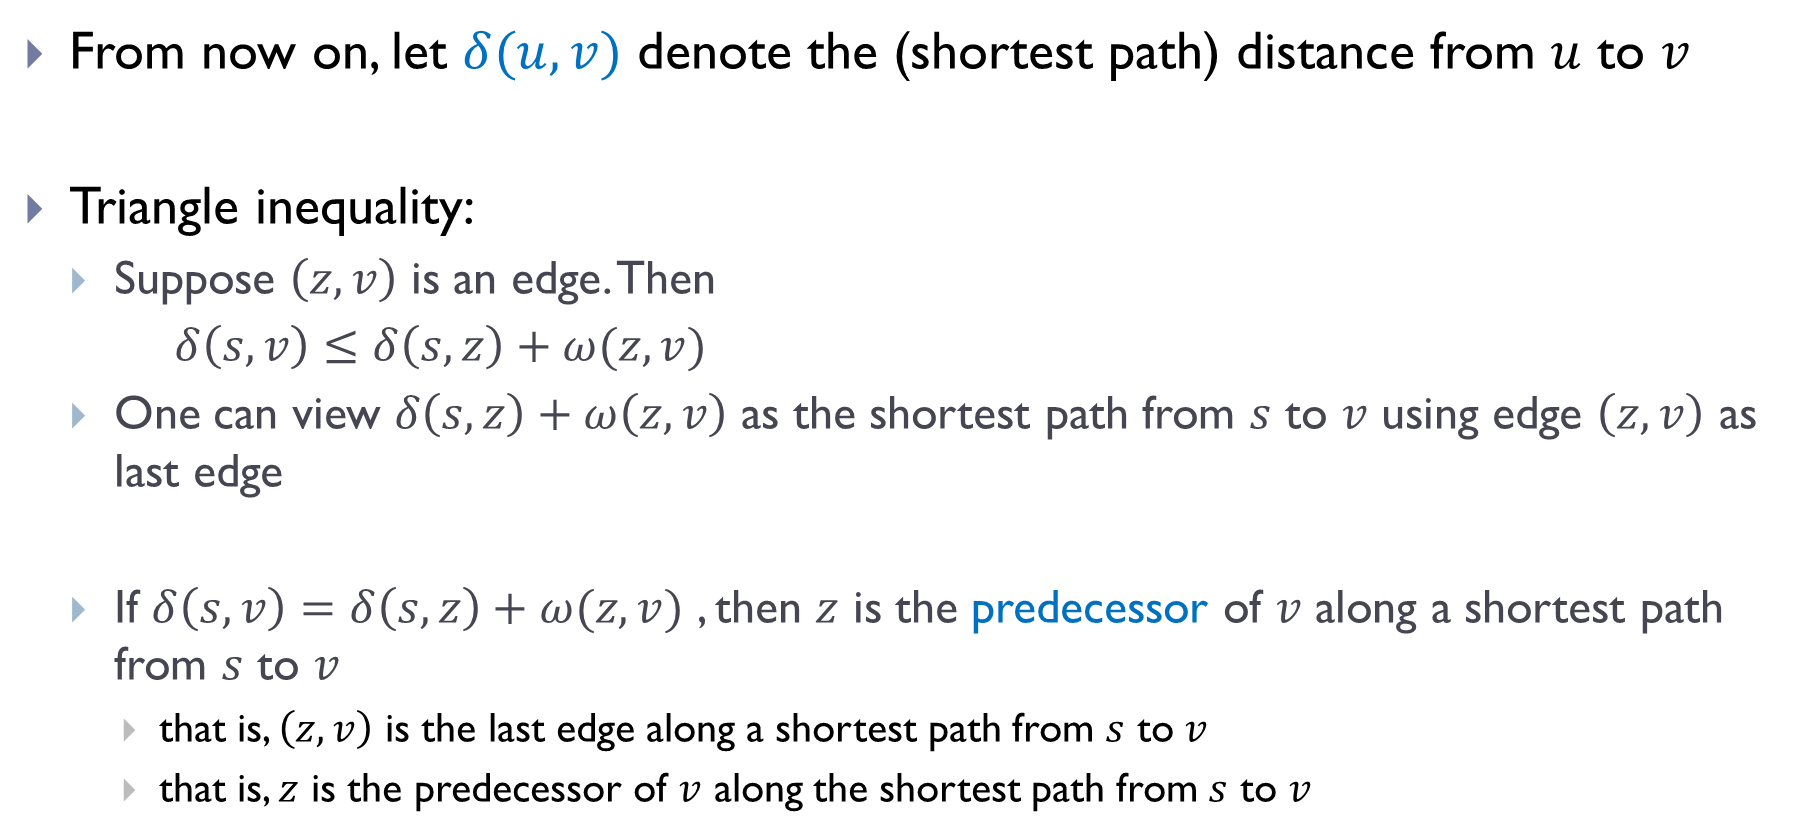 From now on, let δ(u, v) denote the (shortest path) distance from u to v
Triangle inequality:
Suppose (z, v) is an edge. Then
δ(s, v) ≤ δ(s, z) + ω(z, v)
One can view δ(s, z) + ω(z, v) as the shortest path from s to v using edge (z, v) as
last edge
If δ(s, v) = δ(s, z) + ω(z, v) , then z is the predecessor of v along a shortest path
from s to v
that is, (z, v) is the last edge along a shortest path from s to v
that is, z is the predecessor of v along the shortest path from s to v